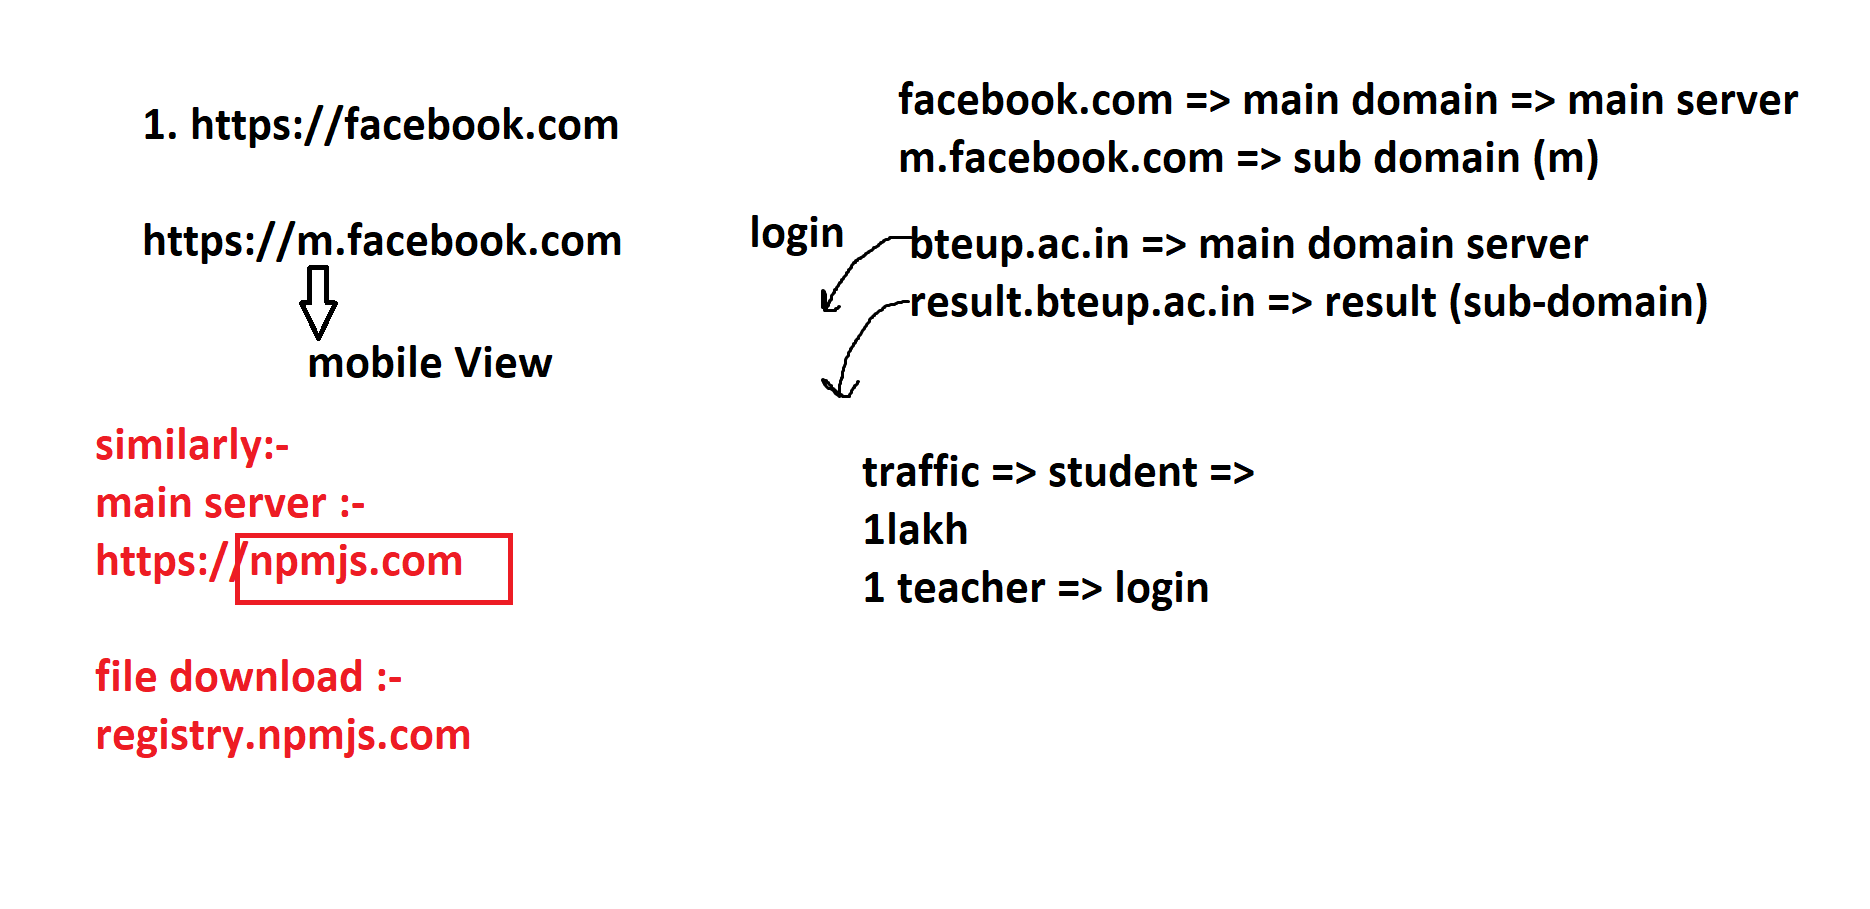 1. https://facebook.com
https://m.facebook.com
mobile View
similarly:-
main server :-
https://npmjs.com
file download :-
registry.npmjs.com
facebook.com => main domain => main server
m.facebook.com => sub domain (m)
login
bteup.ac.in => main domain server
result.bteup.ac.in => result (sub-domain)
traffic => student =>
1lakh
1 teacher => login